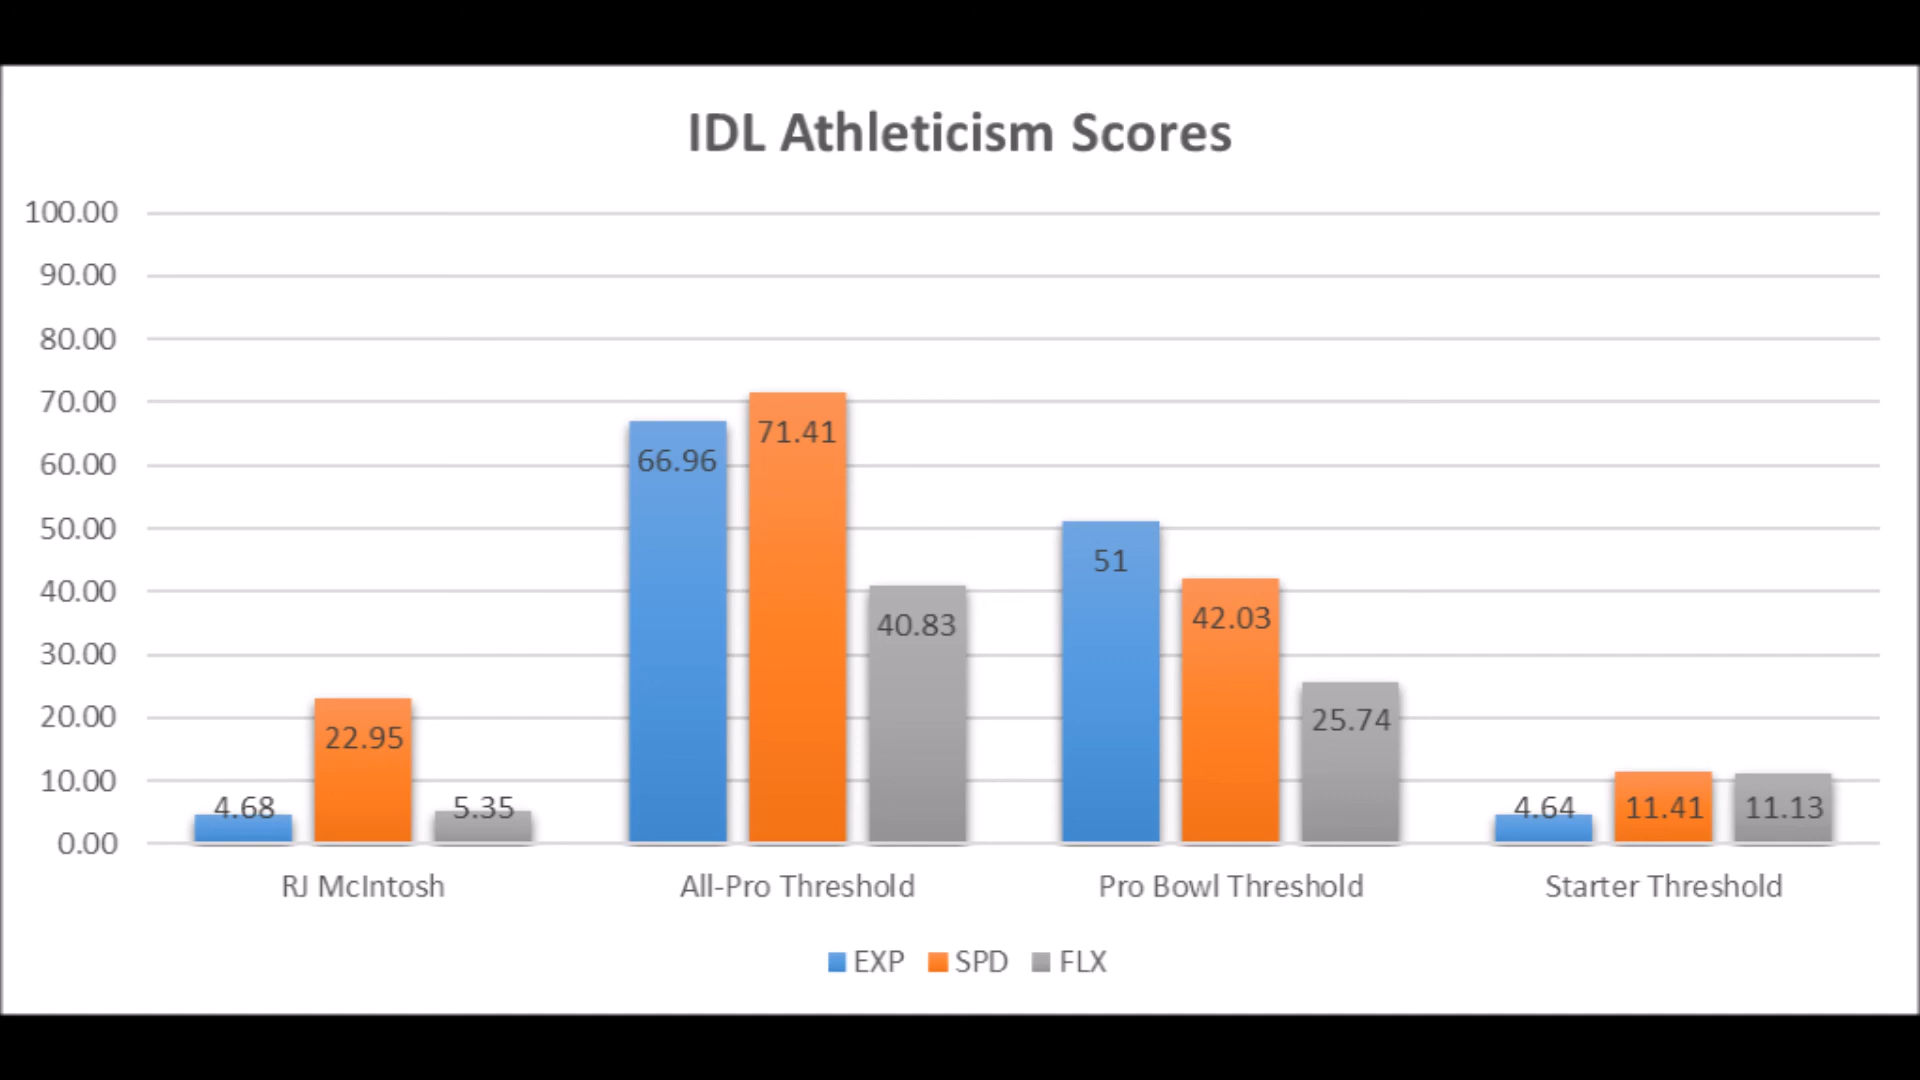 IDL Athleticism Scores
100.00
90.00
80.00
70.00
60.00
50.00
40.00
30.00
20.00
10.00
0.00
4.68 22.95 5.35
66.96 71.41 40.83
51 42.03 25.74
4.64 11.41 11.13
RJ McIntosh All-Pro Threshold Pro Bowl Threshold Starter Threshold
EXP SPD FLX